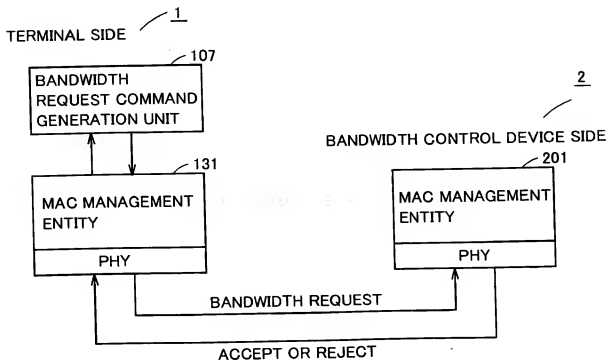 TERMINAL SIDE
1
107
BANDWIDTH
REQUEST COMMAND
GENERATION UNIT
2
BANDWIDTH CONTROL DEVICE SIDE
131
MAC MANAGEMENT
ENTITY
PHY
201
MAC MANAGEMENT
ENTITY
PHY
BANDWIDTH REQUEST
ACCEPT OR REJECT